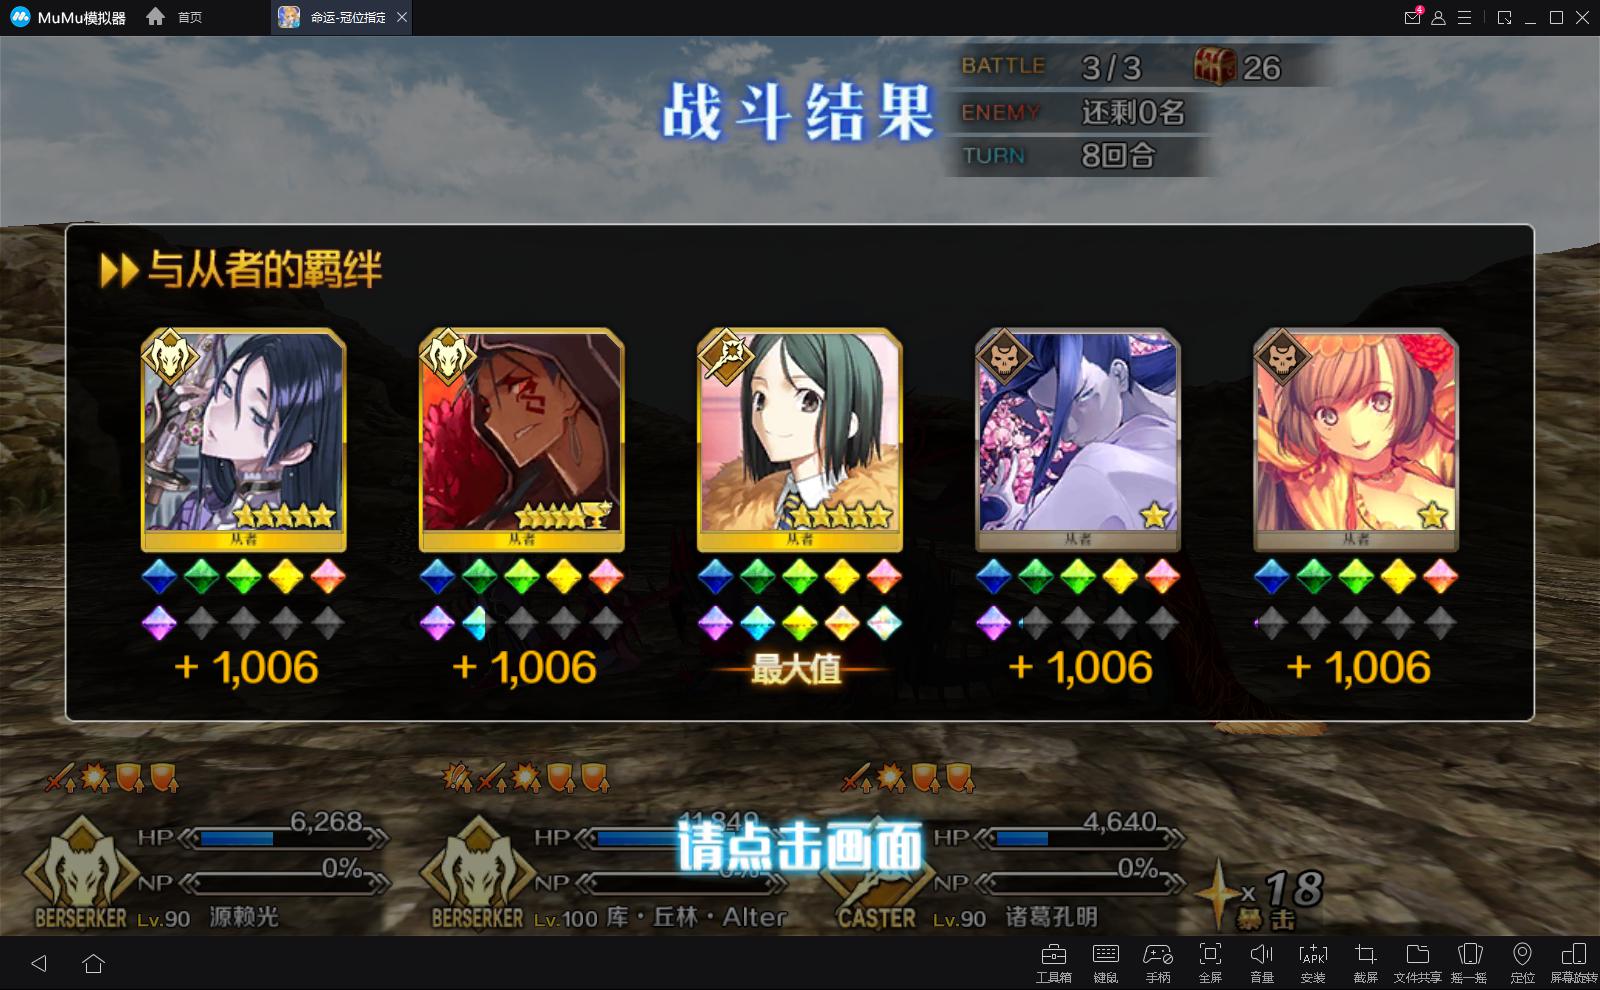 MuMu模拟器 首页 命运-冠位指定 4
BATTLE 3/3 26
战斗结果
ENEMY 还剩0名
TURN 8回合
与从者的羁绊
从者 从者 从者 从者 从者
+ 1,006 + 1,006 最大值 + 1,006 + 1,006
HP 6,268 HP 11,849 HP 4,640
请点击画面
NP 0% NP 0% NP 0%
x 18
暴击
BERSERKER Lv.90 源赖光 BERSERKER Lv.100 库·丘林·Alter CASTER Lv.90 诸葛孔明
APK
工具箱 键鼠 手柄 全屏 音量 安装 截屏 文件共享 摇一摇 定位 屏幕旋转